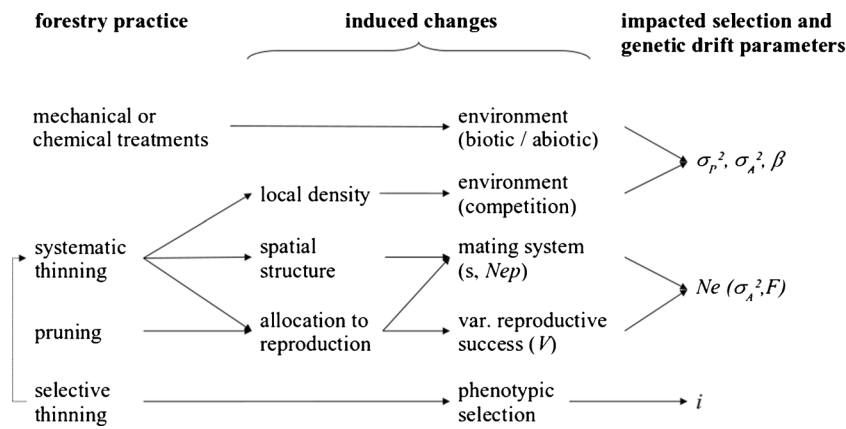 forestry practice
induced changes
impacted selection and
genetic drift parameters
mechanical or
chemical treatments
environment
(biotic / abiotic)
σP², σA², β
local density
environment
(competition)
systematic
thinning
spatial
structure
mating system
(s, Nep)
Ne (σA²,F)
pruning
allocation to
reproduction
var. reproductive
success (V)
selective
thinning
phenotypic
selection
i